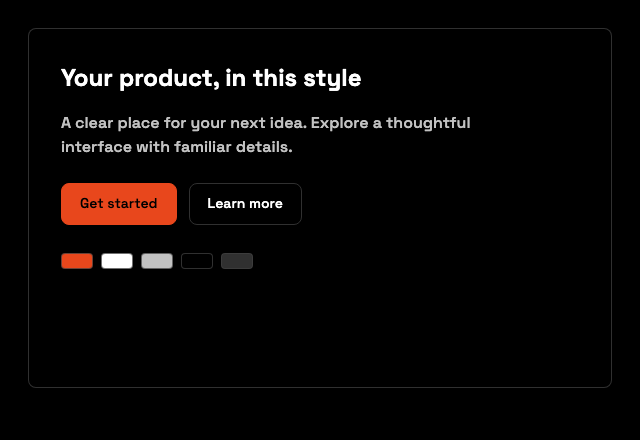 Your product, in this style
A clear place for your next idea. Explore a thoughtful
interface with familiar details.
Get started
Learn more